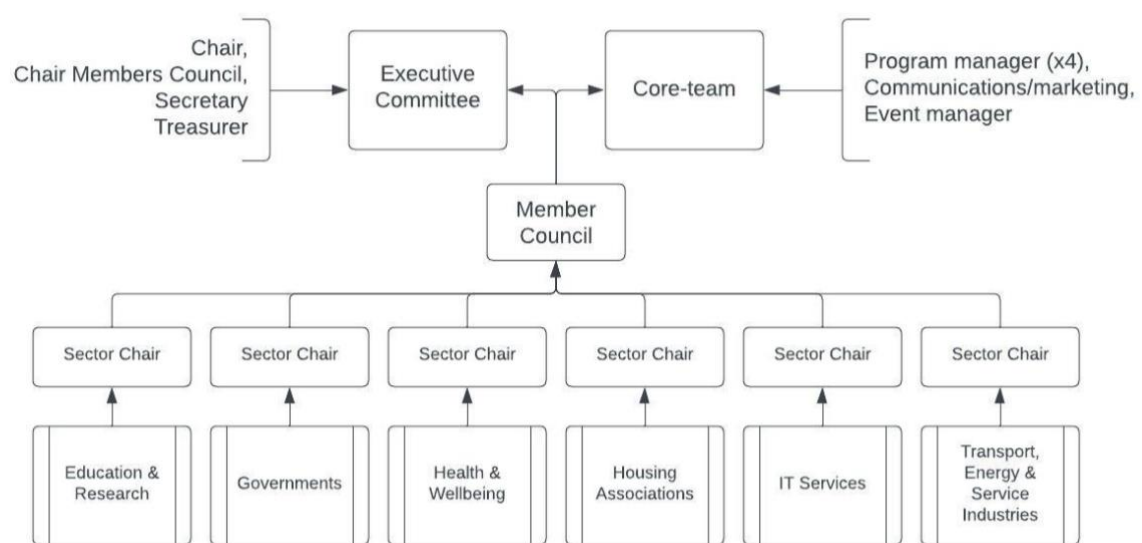 Chair,
Chair Members Council,
Secretary
Treasurer
Executive
Committee
Core-team
Program manager (x4),
Communications/marketing,
Event manager
Member
Council
Sector Chair
Sector Chair
Sector Chair
Sector Chair
Sector Chair
Sector Chair
Education &
Research
Governments
Health &
Wellbeing
Housing
Associations
IT Services
Transport,
Energy &
Service
Industries